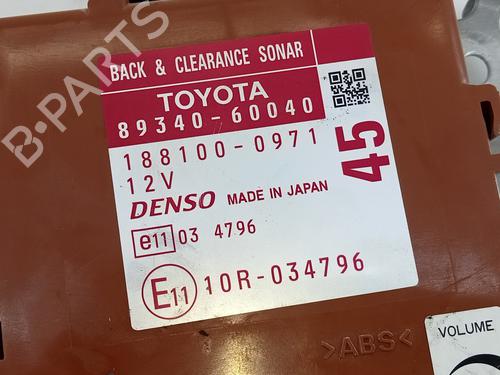 BACK & CLEARANCE SONAR
TOYOTA
89340-60040
188100-0971
12V
45
DENSO MADE IN JAPAN
e11 03 4796
E11 10R-034796
>ABS<
VOLUME
B-PARTS